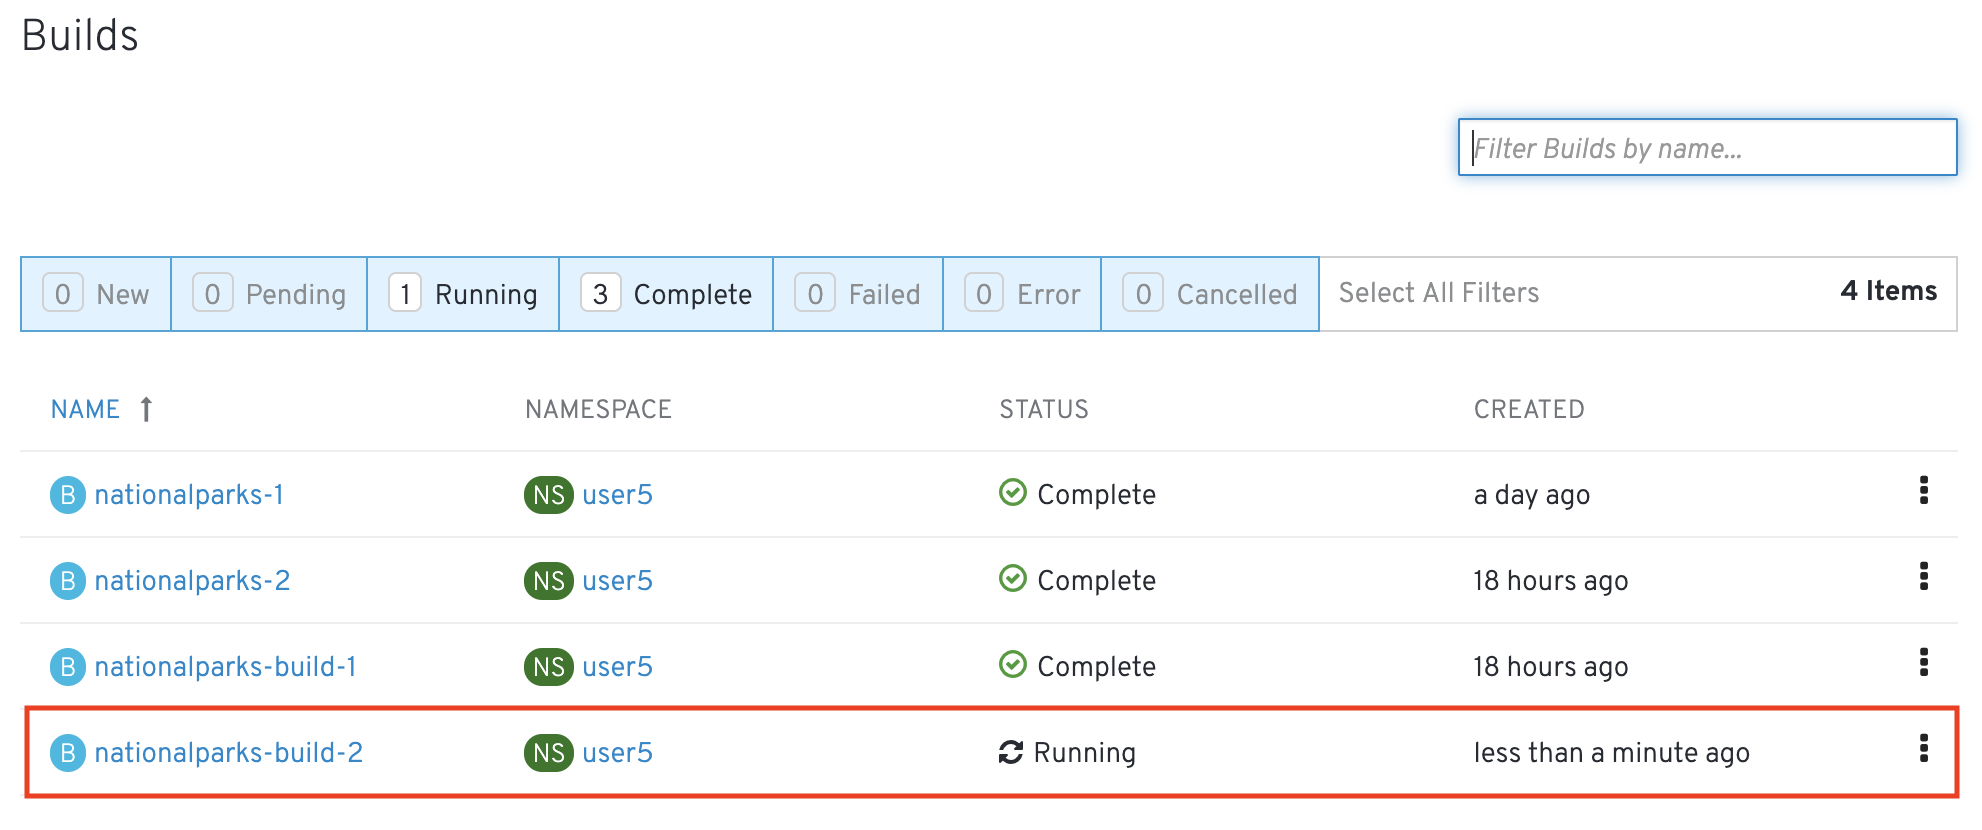 Builds
Filter Builds by name...
0 New 0 Pending 1 Running 3 Complete 0 Failed 0 Error 0 Cancelled Select All Filters 4 Items
NAME ↑ NAMESPACE STATUS CREATED
B nationalparks-1 NS user5 Complete a day ago
B nationalparks-2 NS user5 Complete 18 hours ago
B nationalparks-build-1 NS user5 Complete 18 hours ago
B nationalparks-build-2 NS user5 Running less than a minute ago